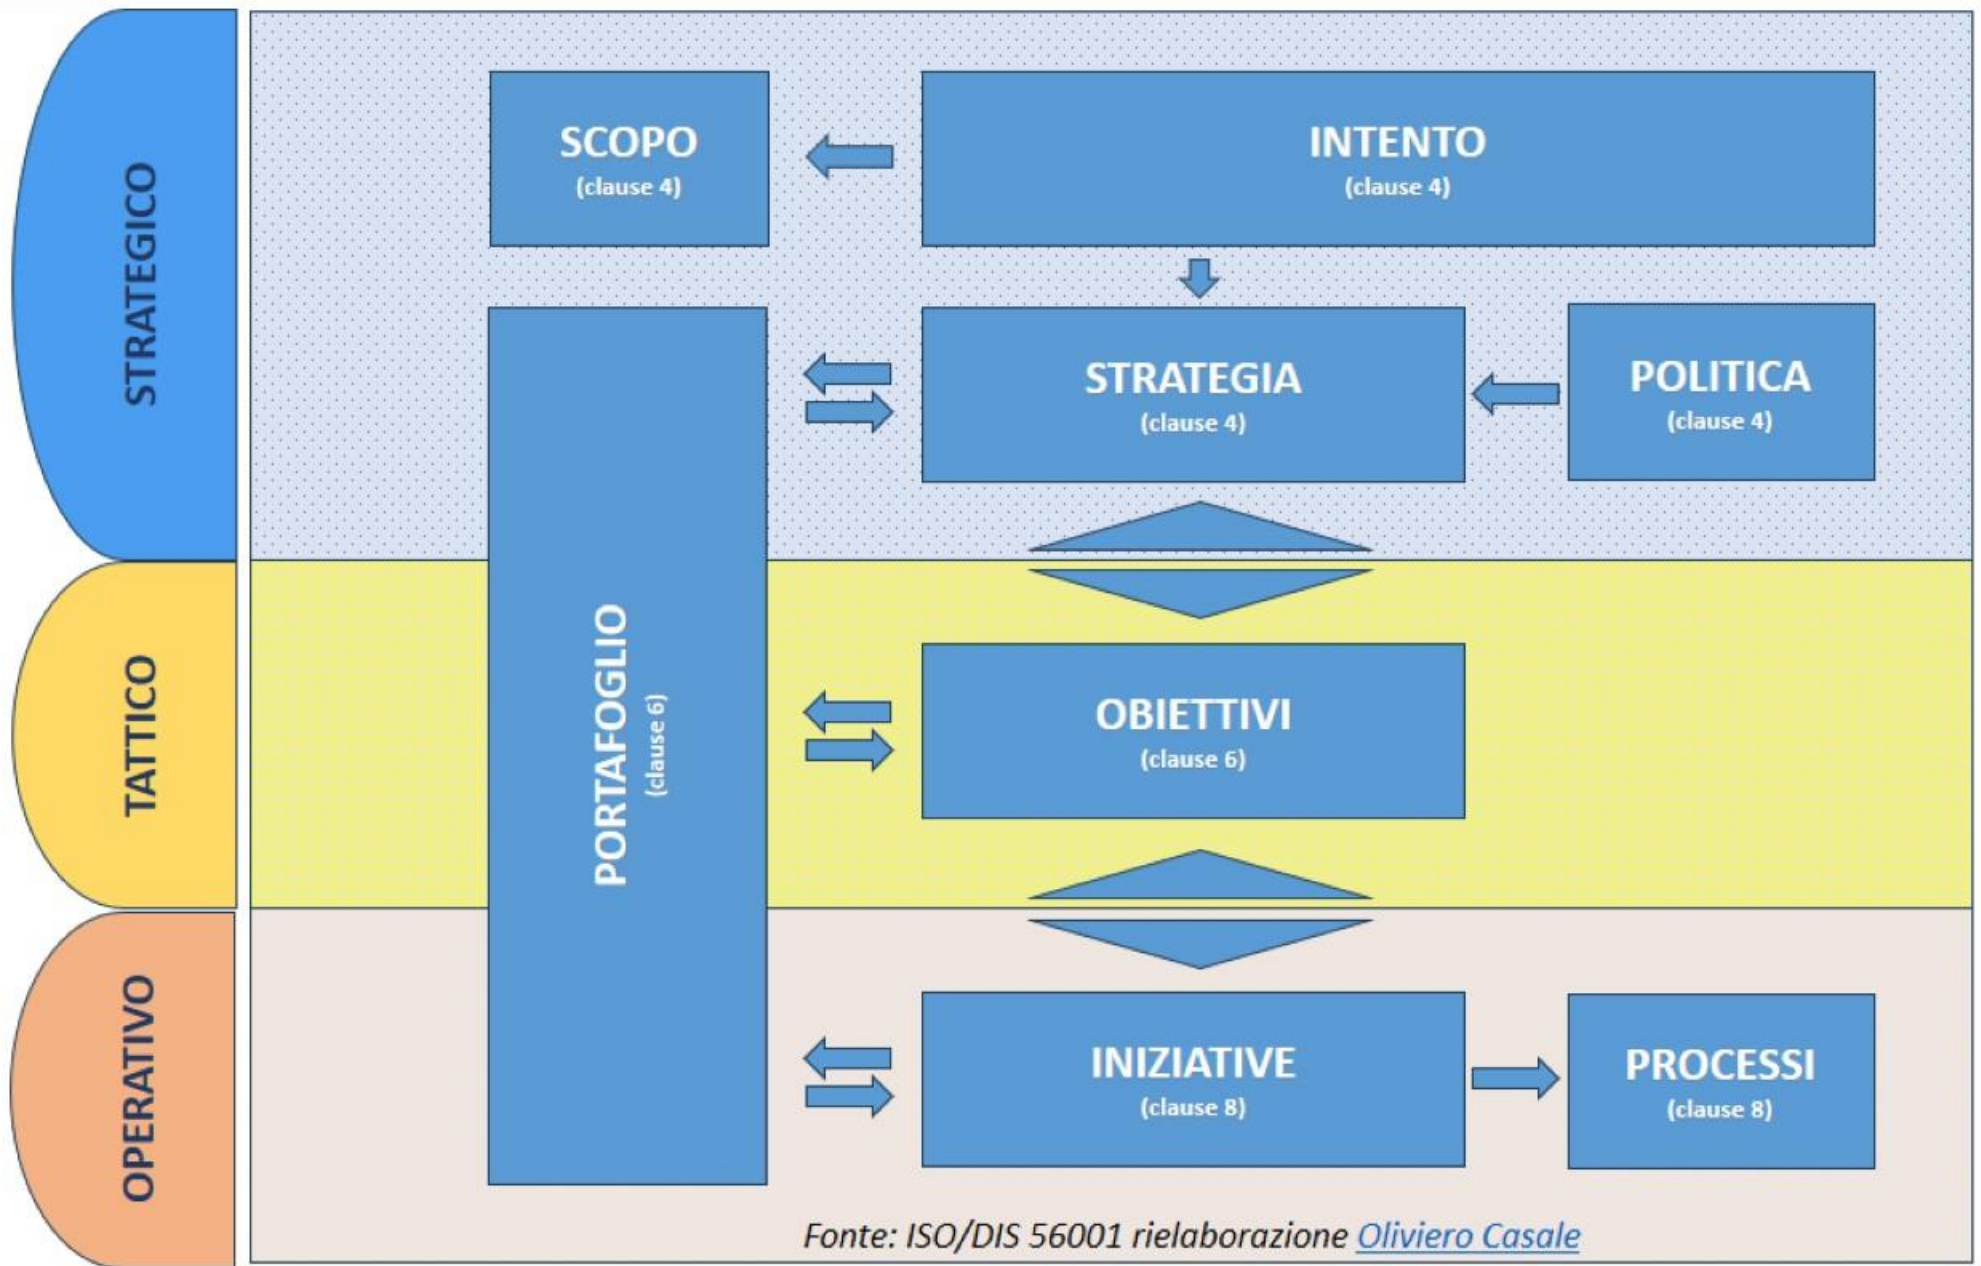 STRATEGICO
SCOPO
(clause 4)
INTENTO
(clause 4)
STRATEGIA
(clause 4)
POLITICA
(clause 4)
TATTICO
PORTAFOGLIO
(clause 6)
OBIETTIVI
(clause 6)
OPERATIVO
INIZIATIVE
(clause 8)
PROCESSI
(clause 8)
Fonte: ISO/DIS 56001 rielaborazione Oliviero Casale